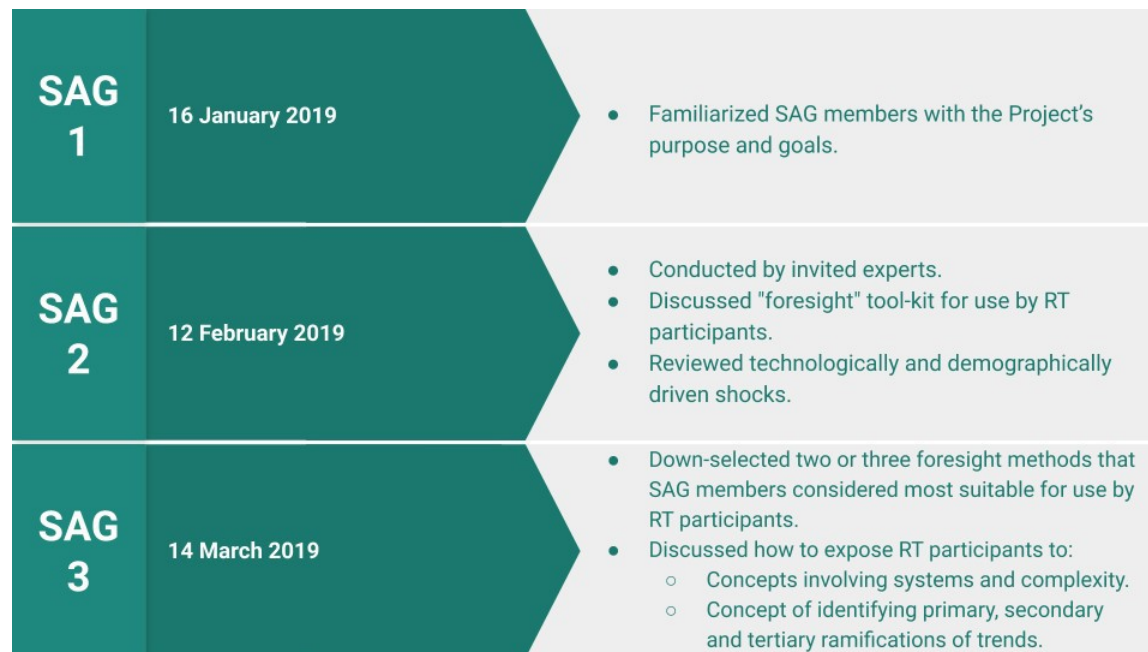 SAG
1
16 January 2019
● Familiarized SAG members with the Project’s
purpose and goals.
SAG
2
12 February 2019
● Conducted by invited experts.
● Discussed "foresight" tool-kit for use by RT
participants.
● Reviewed technologically and demographically
driven shocks.
SAG
3
14 March 2019
● Down-selected two or three foresight methods that
SAG members considered most suitable for use by
RT participants.
● Discussed how to expose RT participants to:
○ Concepts involving systems and complexity.
○ Concept of identifying primary, secondary
and tertiary ramifications of trends.